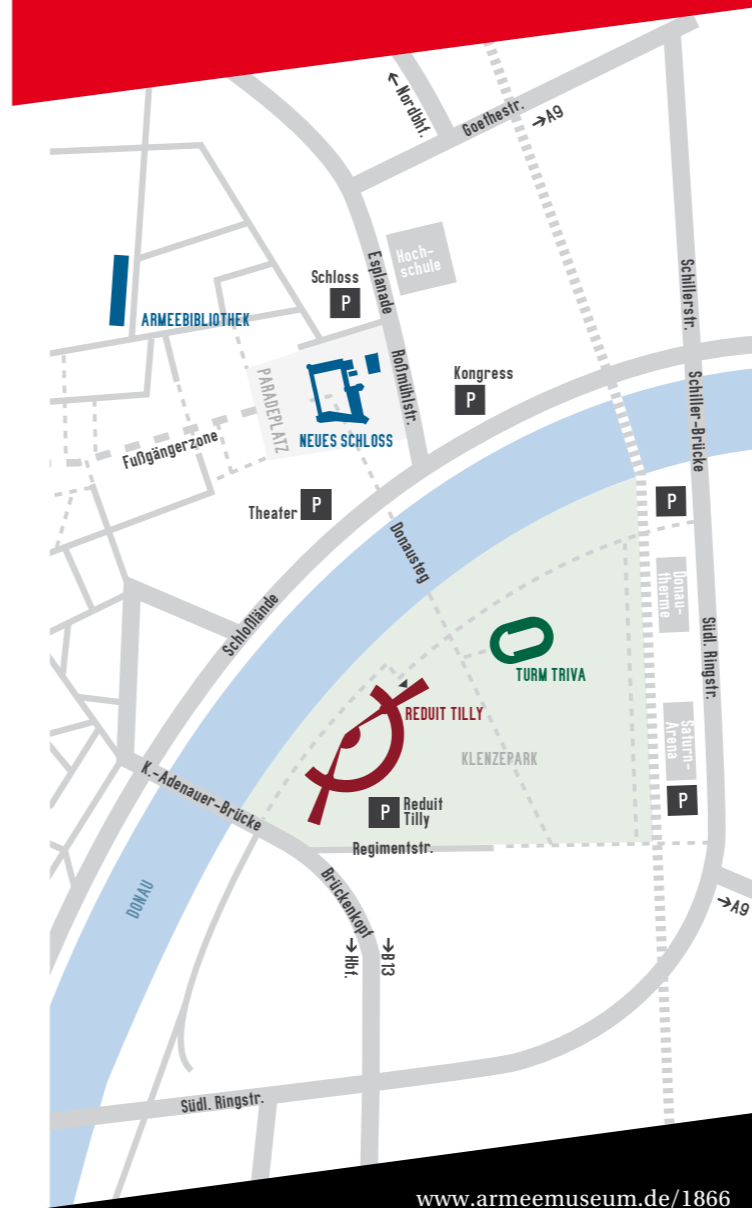 ← Nordbhf.
Goethestr.
→A9
Esplanade
Hoch-
schule
Schloss
P
ARMEEBIBLIOTHEK
Schillerstr.
Roßmühlstr.
Kongress
P
PARADEPLATZ
NEUES SCHLOSS
Schiller-Brücke
Fußgängerzone
Theater P
P
Donausteg
Donau-
therme
Schloßlände
Südl. Ringstr.
TURM TRIVA
REDUIT TILLY
KLENZEPARK
Saturn-
Arena
P
K.-Adenauer-Brücke
P Reduit
Tilly
Regimentstr.
DONAU
Brückenkopf
→Hbf.
→B 13
→A9
Südl. Ringstr.
www.armeemuseum.de/1866